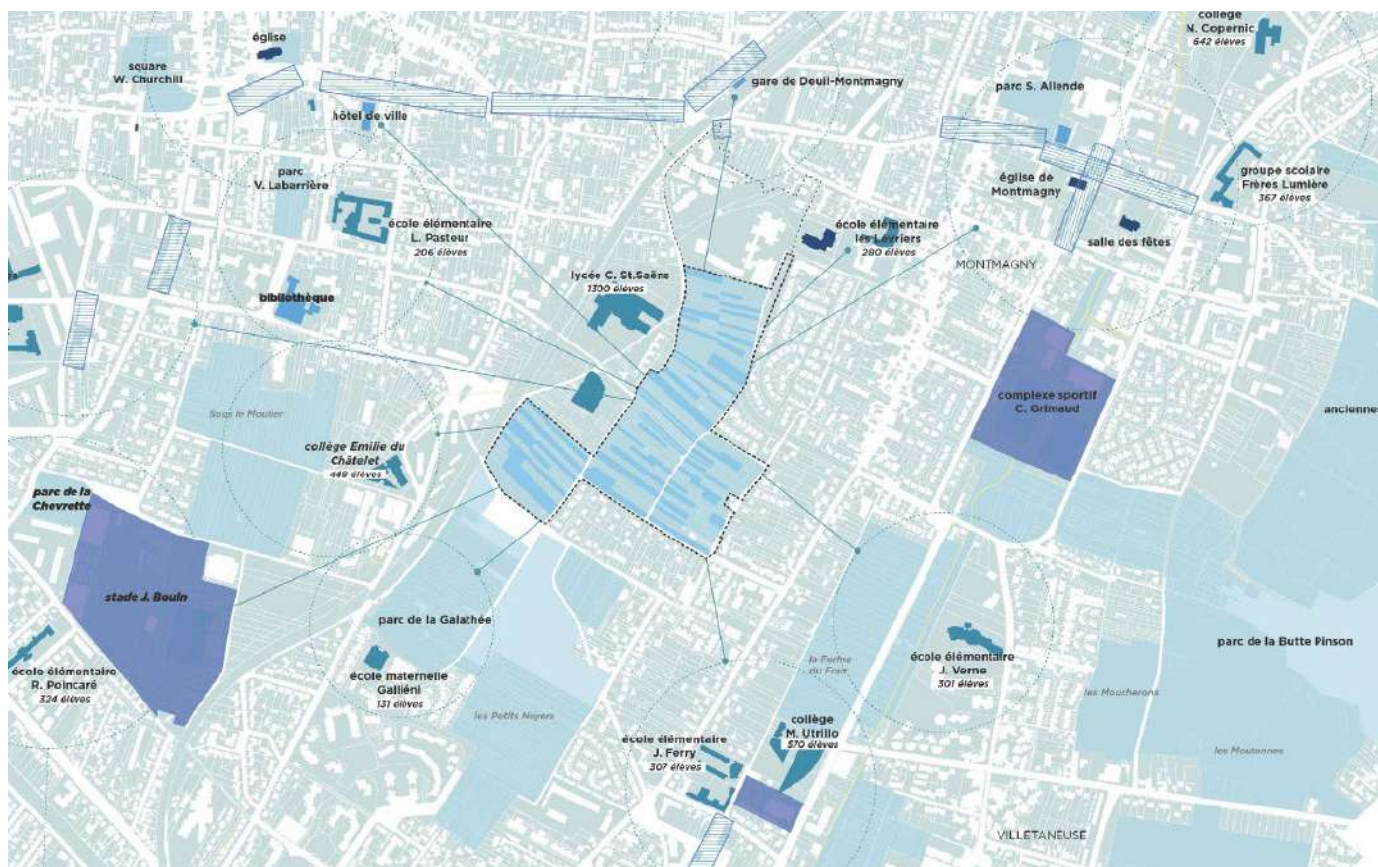 collège
N. Copernic
642 élèves
église
square
W. Churchill
gare de Deuil-Montmagny
parc S. Allende
hôtel de ville
parc
V. Labarrière
église de
Montmagny
groupe scolaire
Frères Lumière
367 élèves
école élémentaire
L. Pasteur
206 élèves
école élémentaire
les Lévriers
280 élèves
salle des fêtes
MONTMAGNY
lycée C. St.Saëns
1300 élèves
bibliothèque
complexe sportif
C. Grimaud
anciennes
Sous le Moutier
collège Emilie du
Châtelet
449 élèves
parc de la
Chevrette
stade J. Bouin
parc de la Galathée
parc de la Butte Pinson
école élémentaire
R. Poincaré
324 élèves
école maternelle
Galliéni
131 élèves
école élémentaire
J. Verne
301 élèves
les Moucherons
les Petits Noyers
collège
M. Utrillo
570 élèves
école élémentaire
J. Ferry
307 élèves
VILLETANEUSE